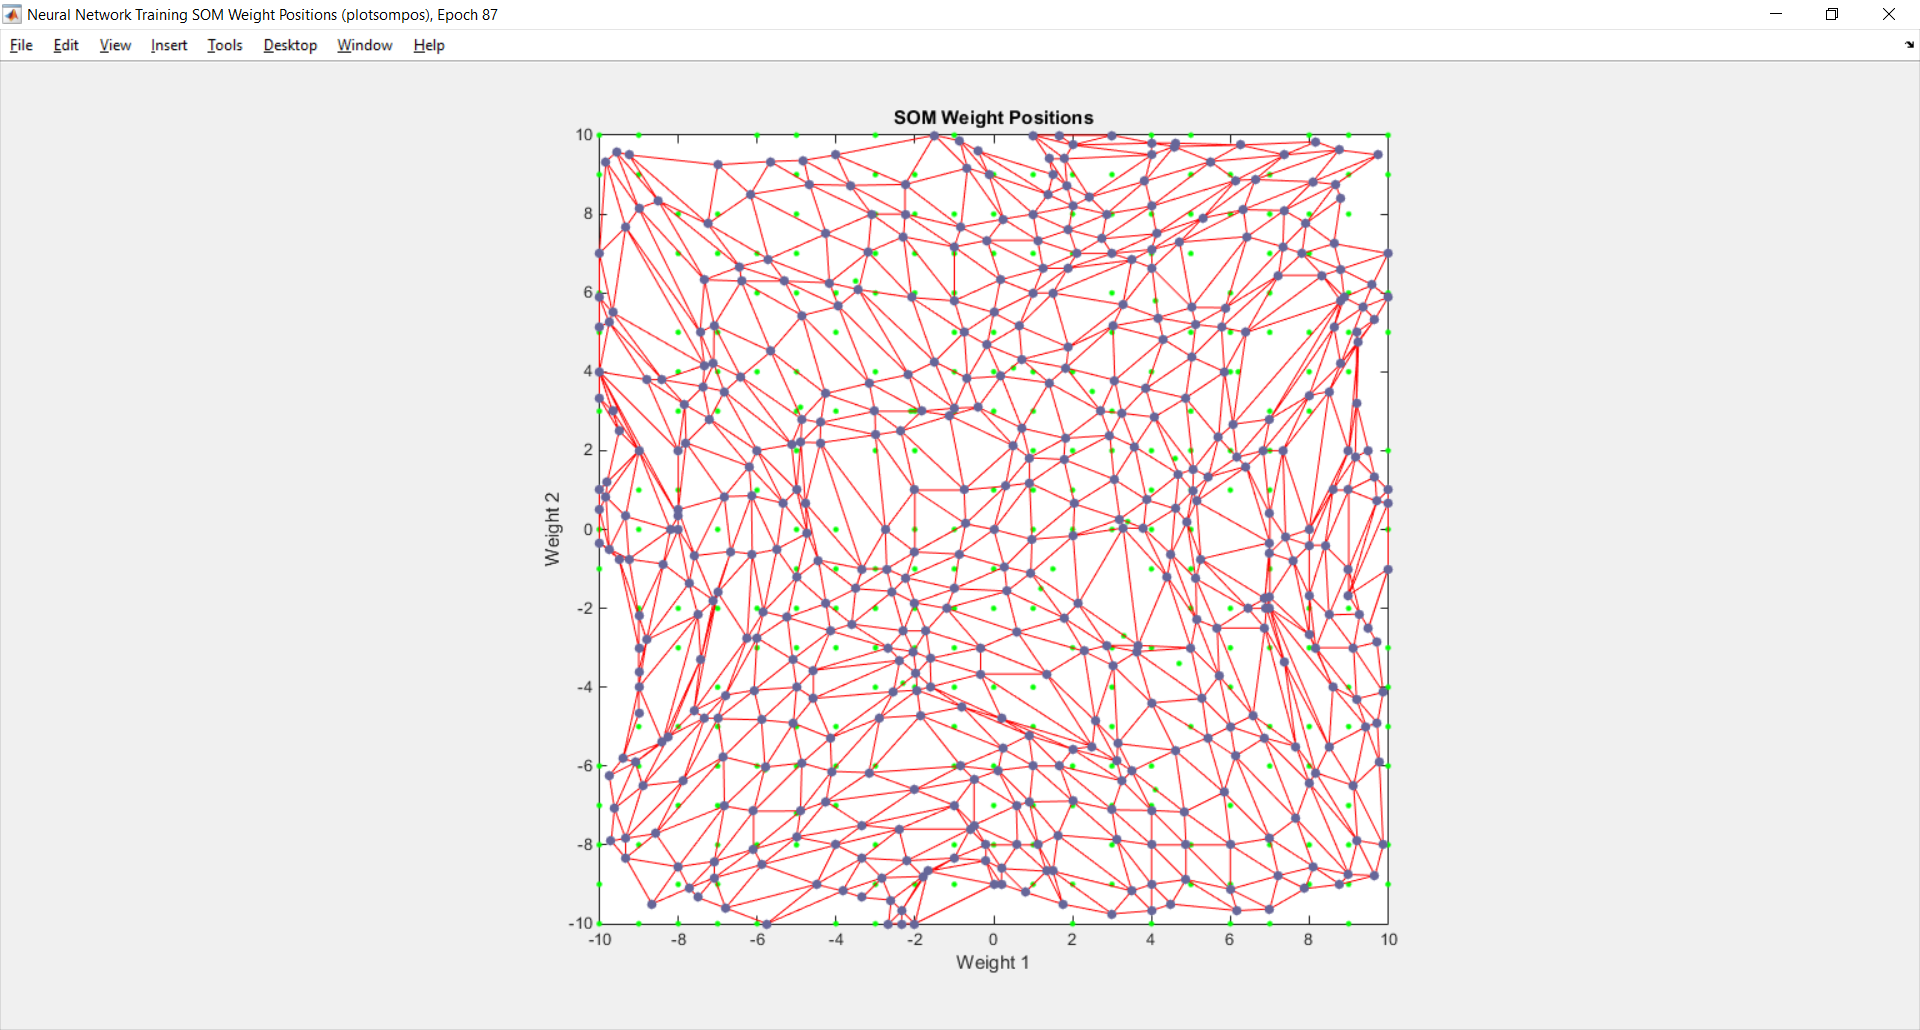 Neural Network Training SOM Weight Positions (plotsompos), Epoch 87
File Edit View Insert Tools Desktop Window Help
SOM Weight Positions
10
8
6
4
2
0
-2
-4
-6
-8
-10
Weight 2
-10 -8 -6 -4 -2 0 2 4 6 8 10
Weight 1